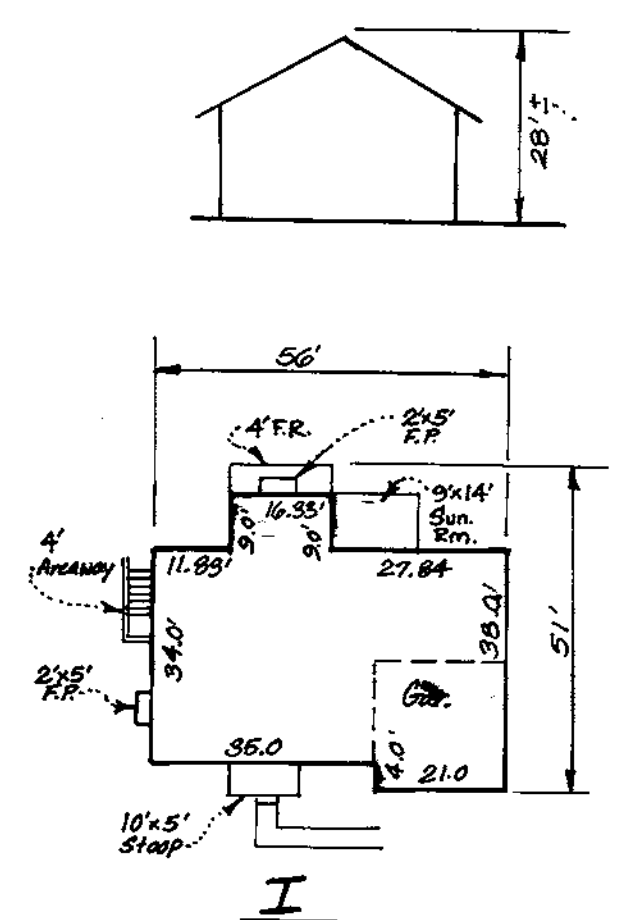 28' ±
56'
4' F.R.
2'x5'
F.P.
16.33'
9.0'
9.0'
9'x14'
Sun.
Rm.
4'
Areaway
11.83'
27.84
34.0'
38.0'
51'
2'x5'
F.P.
Gar.
35.0
4.0'
21.0
10'x5'
Stoop
I